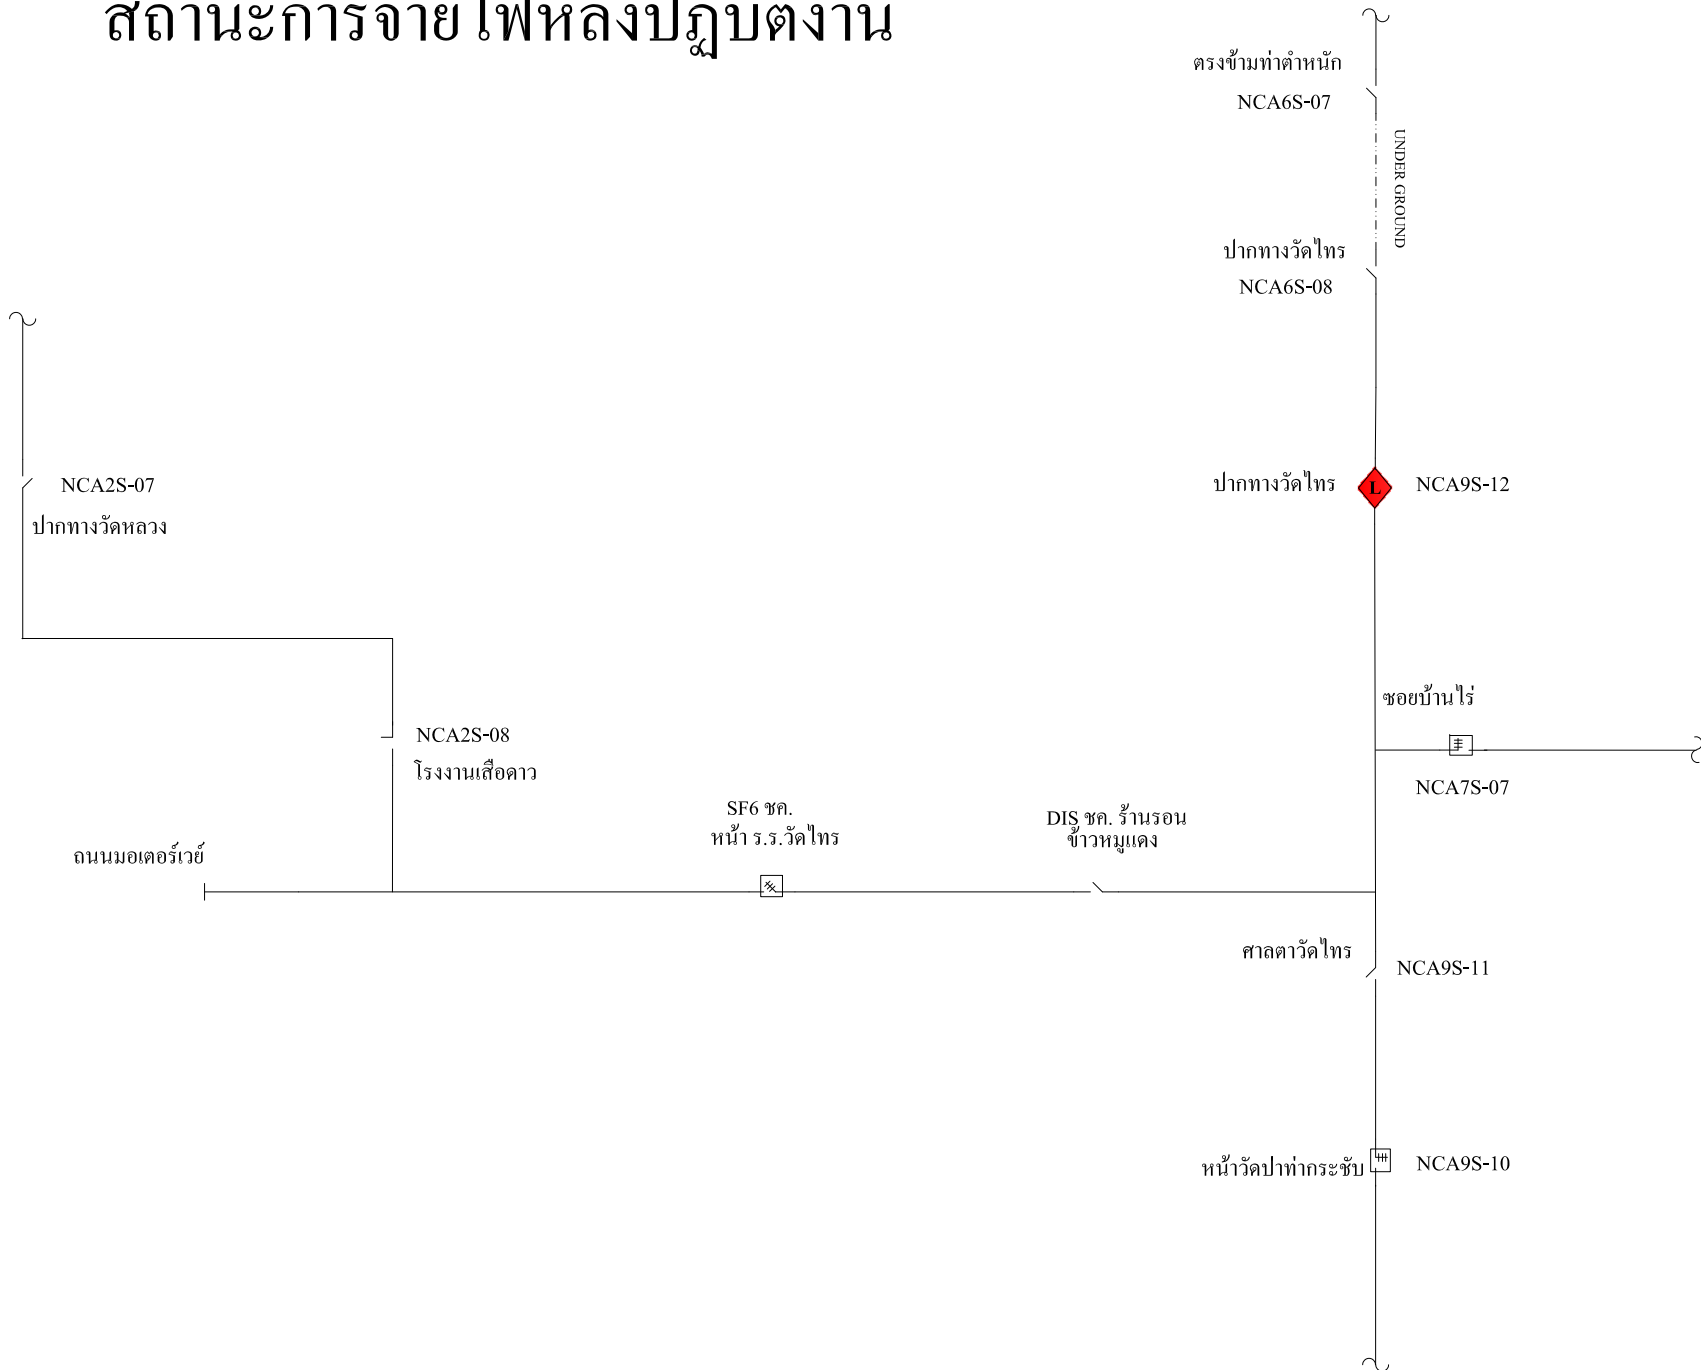 สถานะการจ่ายไฟหลังปฏิบัติงาน
ตรงข้ามท่าตำหนัก
NCA6S-07
UNDER GROUND
ปากทางวัดไทร
NCA6S-08
NCA2S-07
ปากทางวัดหลวง
ปากทางวัดไทร
L
NCA9S-12
ซอยบ้านไร่
NCA7S-07
NCA2S-08
โรงงานเสือดาว
SF6 ชค.
หน้า ร.ร.วัดไทร
DIS ชค. ร้านรอน
ข้าวหมูแดง
ถนนมอเตอร์เวย์
ศาลตาวัดไทร
NCA9S-11
หน้าวัดปาท่ากระชับ
NCA9S-10